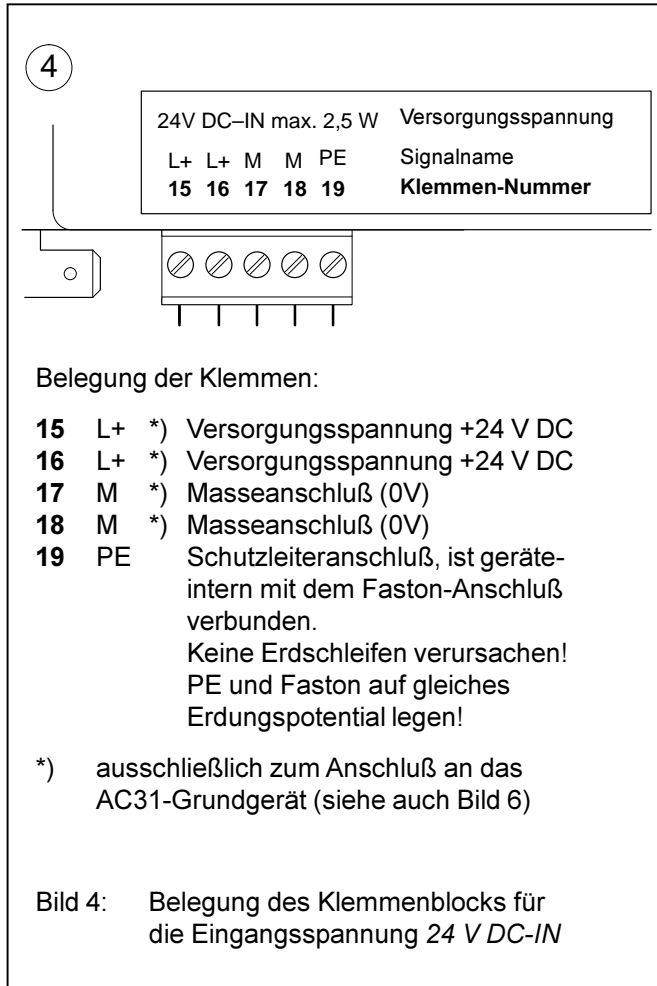 4
24V DC–IN max. 2,5 W Versorgungsspannung
L+ L+ M M PE Signalname
15 16 17 18 19 Klemmen-Nummer
Belegung der Klemmen:
15 L+ *) Versorgungsspannung +24 V DC
16 L+ *) Versorgungsspannung +24 V DC
17 M *) Masseanschluß (0V)
18 M *) Masseanschluß (0V)
19 PE Schutzleiteranschluß, ist geräte-
intern mit dem Faston-Anschluß
verbunden.
Keine Erdschleifen verursachen!
PE und Faston auf gleiches
Erdungspotential legen!
*) ausschließlich zum Anschluß an das
AC31-Grundgerät (siehe auch Bild 6)
Bild 4: Belegung des Klemmenblocks für
die Eingangsspannung 24 V DC-IN